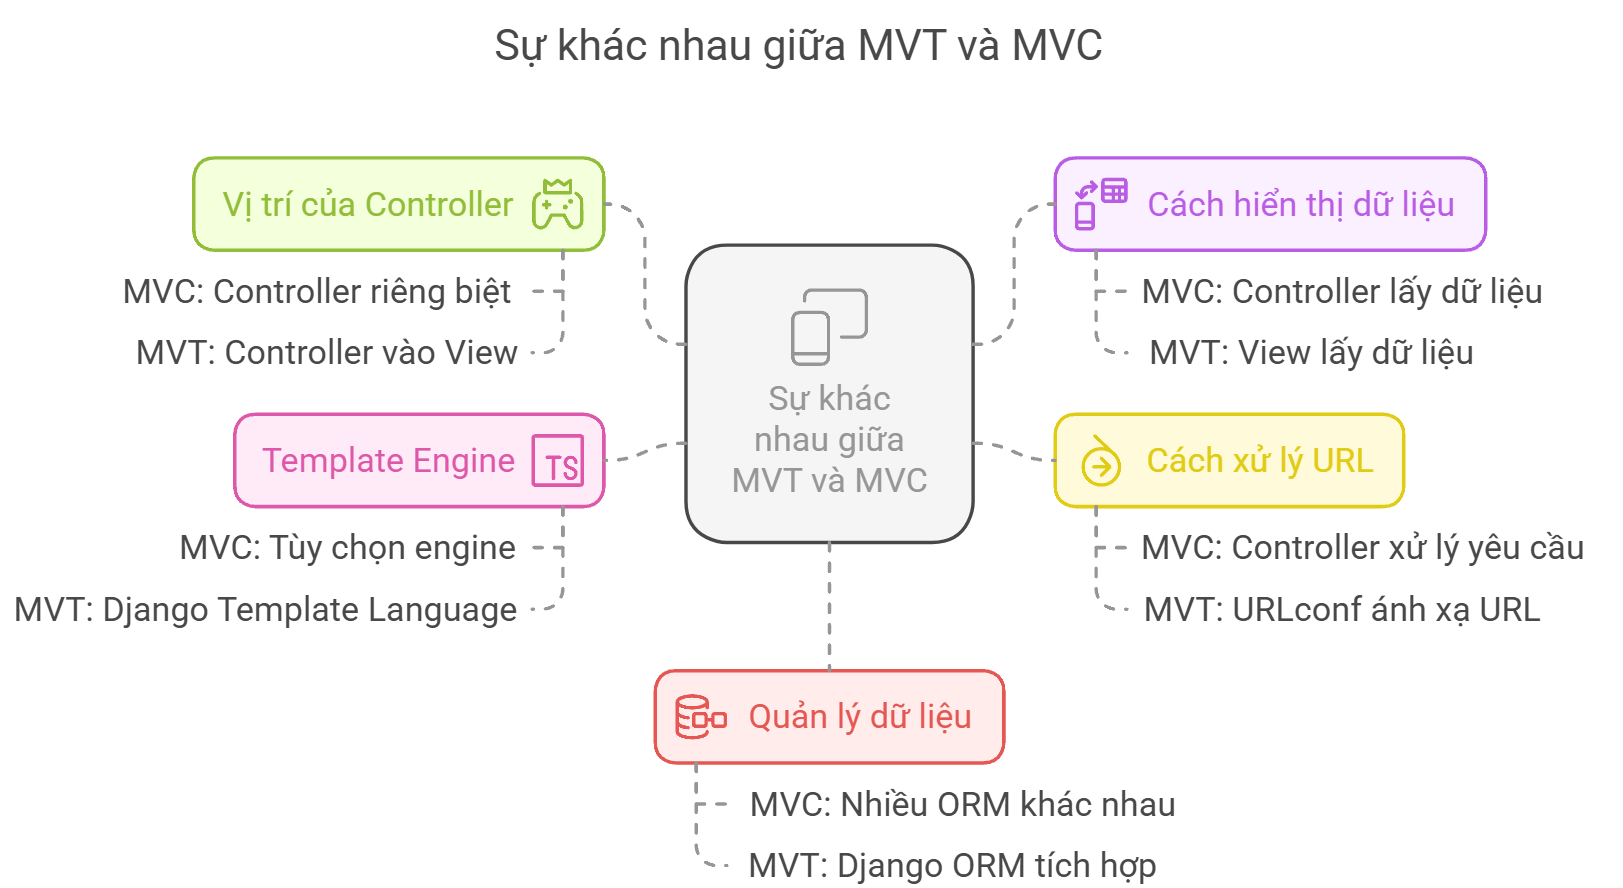 Sự khác nhau giữa MVT và MVC
Vị trí của Controller
MVC: Controller riêng biệt
MVT: Controller vào View
Template Engine
TS
MVC: Tùy chọn engine
MVT: Django Template Language
Sự khác
nhau giữa
MVT và MVC
Cách hiển thị dữ liệu
MVC: Controller lấy dữ liệu
MVT: View lấy dữ liệu
Cách xử lý URL
MVC: Controller xử lý yêu cầu
MVT: URLconf ánh xạ URL
Quản lý dữ liệu
MVC: Nhiều ORM khác nhau
MVT: Django ORM tích hợp